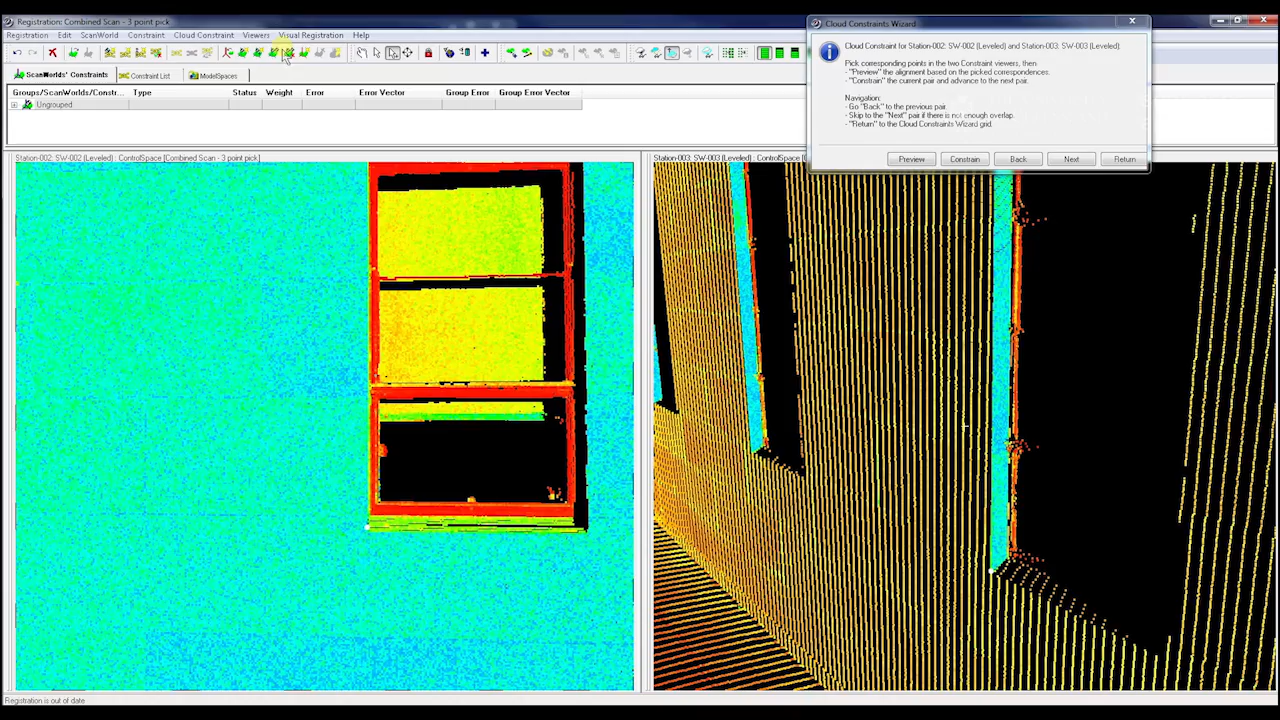 Registration: Combined Scan - 3 point pick
Registration Edit ScanWorld Constraint Cloud Constraint Viewers Visual Registration Help
ScanWorlds' Constraints Constraint List ModelSpaces
Groups/ScanWorlds/Constr... Type Status Weight Error Error Vector Group Error Group Error Vector
Ungrouped
Station-002: SW-002 (Leveled) : ControlSpace [Combined Scan - 3 point pick]
Station-003: SW-003 (Leveled) : ControlSpace [C
Cloud Constraints Wizard
Cloud Constraint for Station-002: SW-002 (Leveled) and Station-003: SW-003 (Leveled)
Pick corresponding points in the two Constraint viewers, then:
- "Preview" the alignment based on the picked correspondences.
- "Constrain" the current pair and advance to the next pair.
Navigation:
- Go "Back" to the previous pair.
- Skip to the "Next" pair if there is not enough overlap.
- "Return" to the Cloud Constraints Wizard grid.
Preview Constrain Back Next Return
Registration is out of date